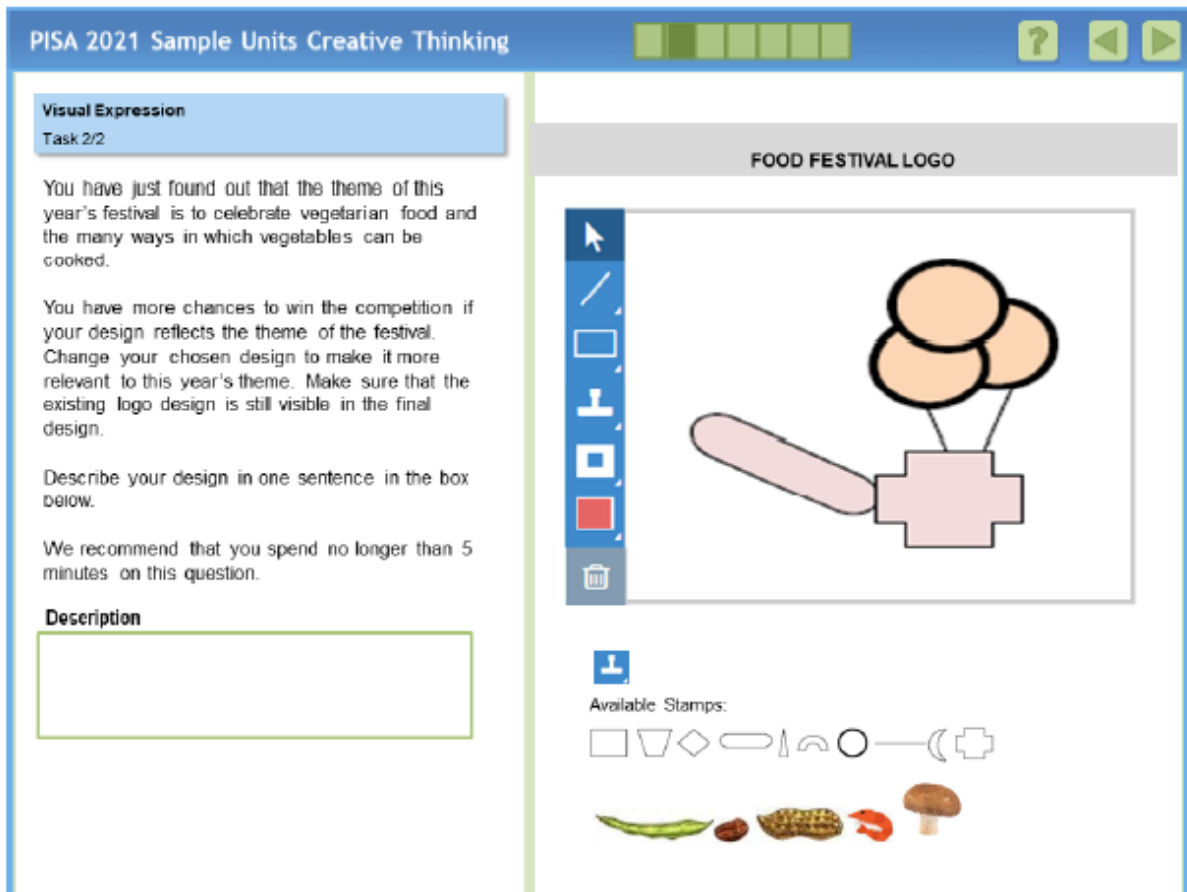 PISA 2021 Sample Units Creative Thinking
?
Visual Expression
Task 2/2
You have just found out that the theme of this
year's festival is to celebrate vegetarian food and
the many ways in which vegetables can be
cooked.
You have more chances to win the competition if
your design reflects the theme of the festival.
Change your chosen design to make it more
relevant to this year's theme. Make sure that the
existing logo design is still visible in the final
design.
Describe your design in one sentence in the box
below.
We recommend that you spend no longer than 5
minutes on this question.
Description
FOOD FESTIVAL LOGO
Available Stamps: